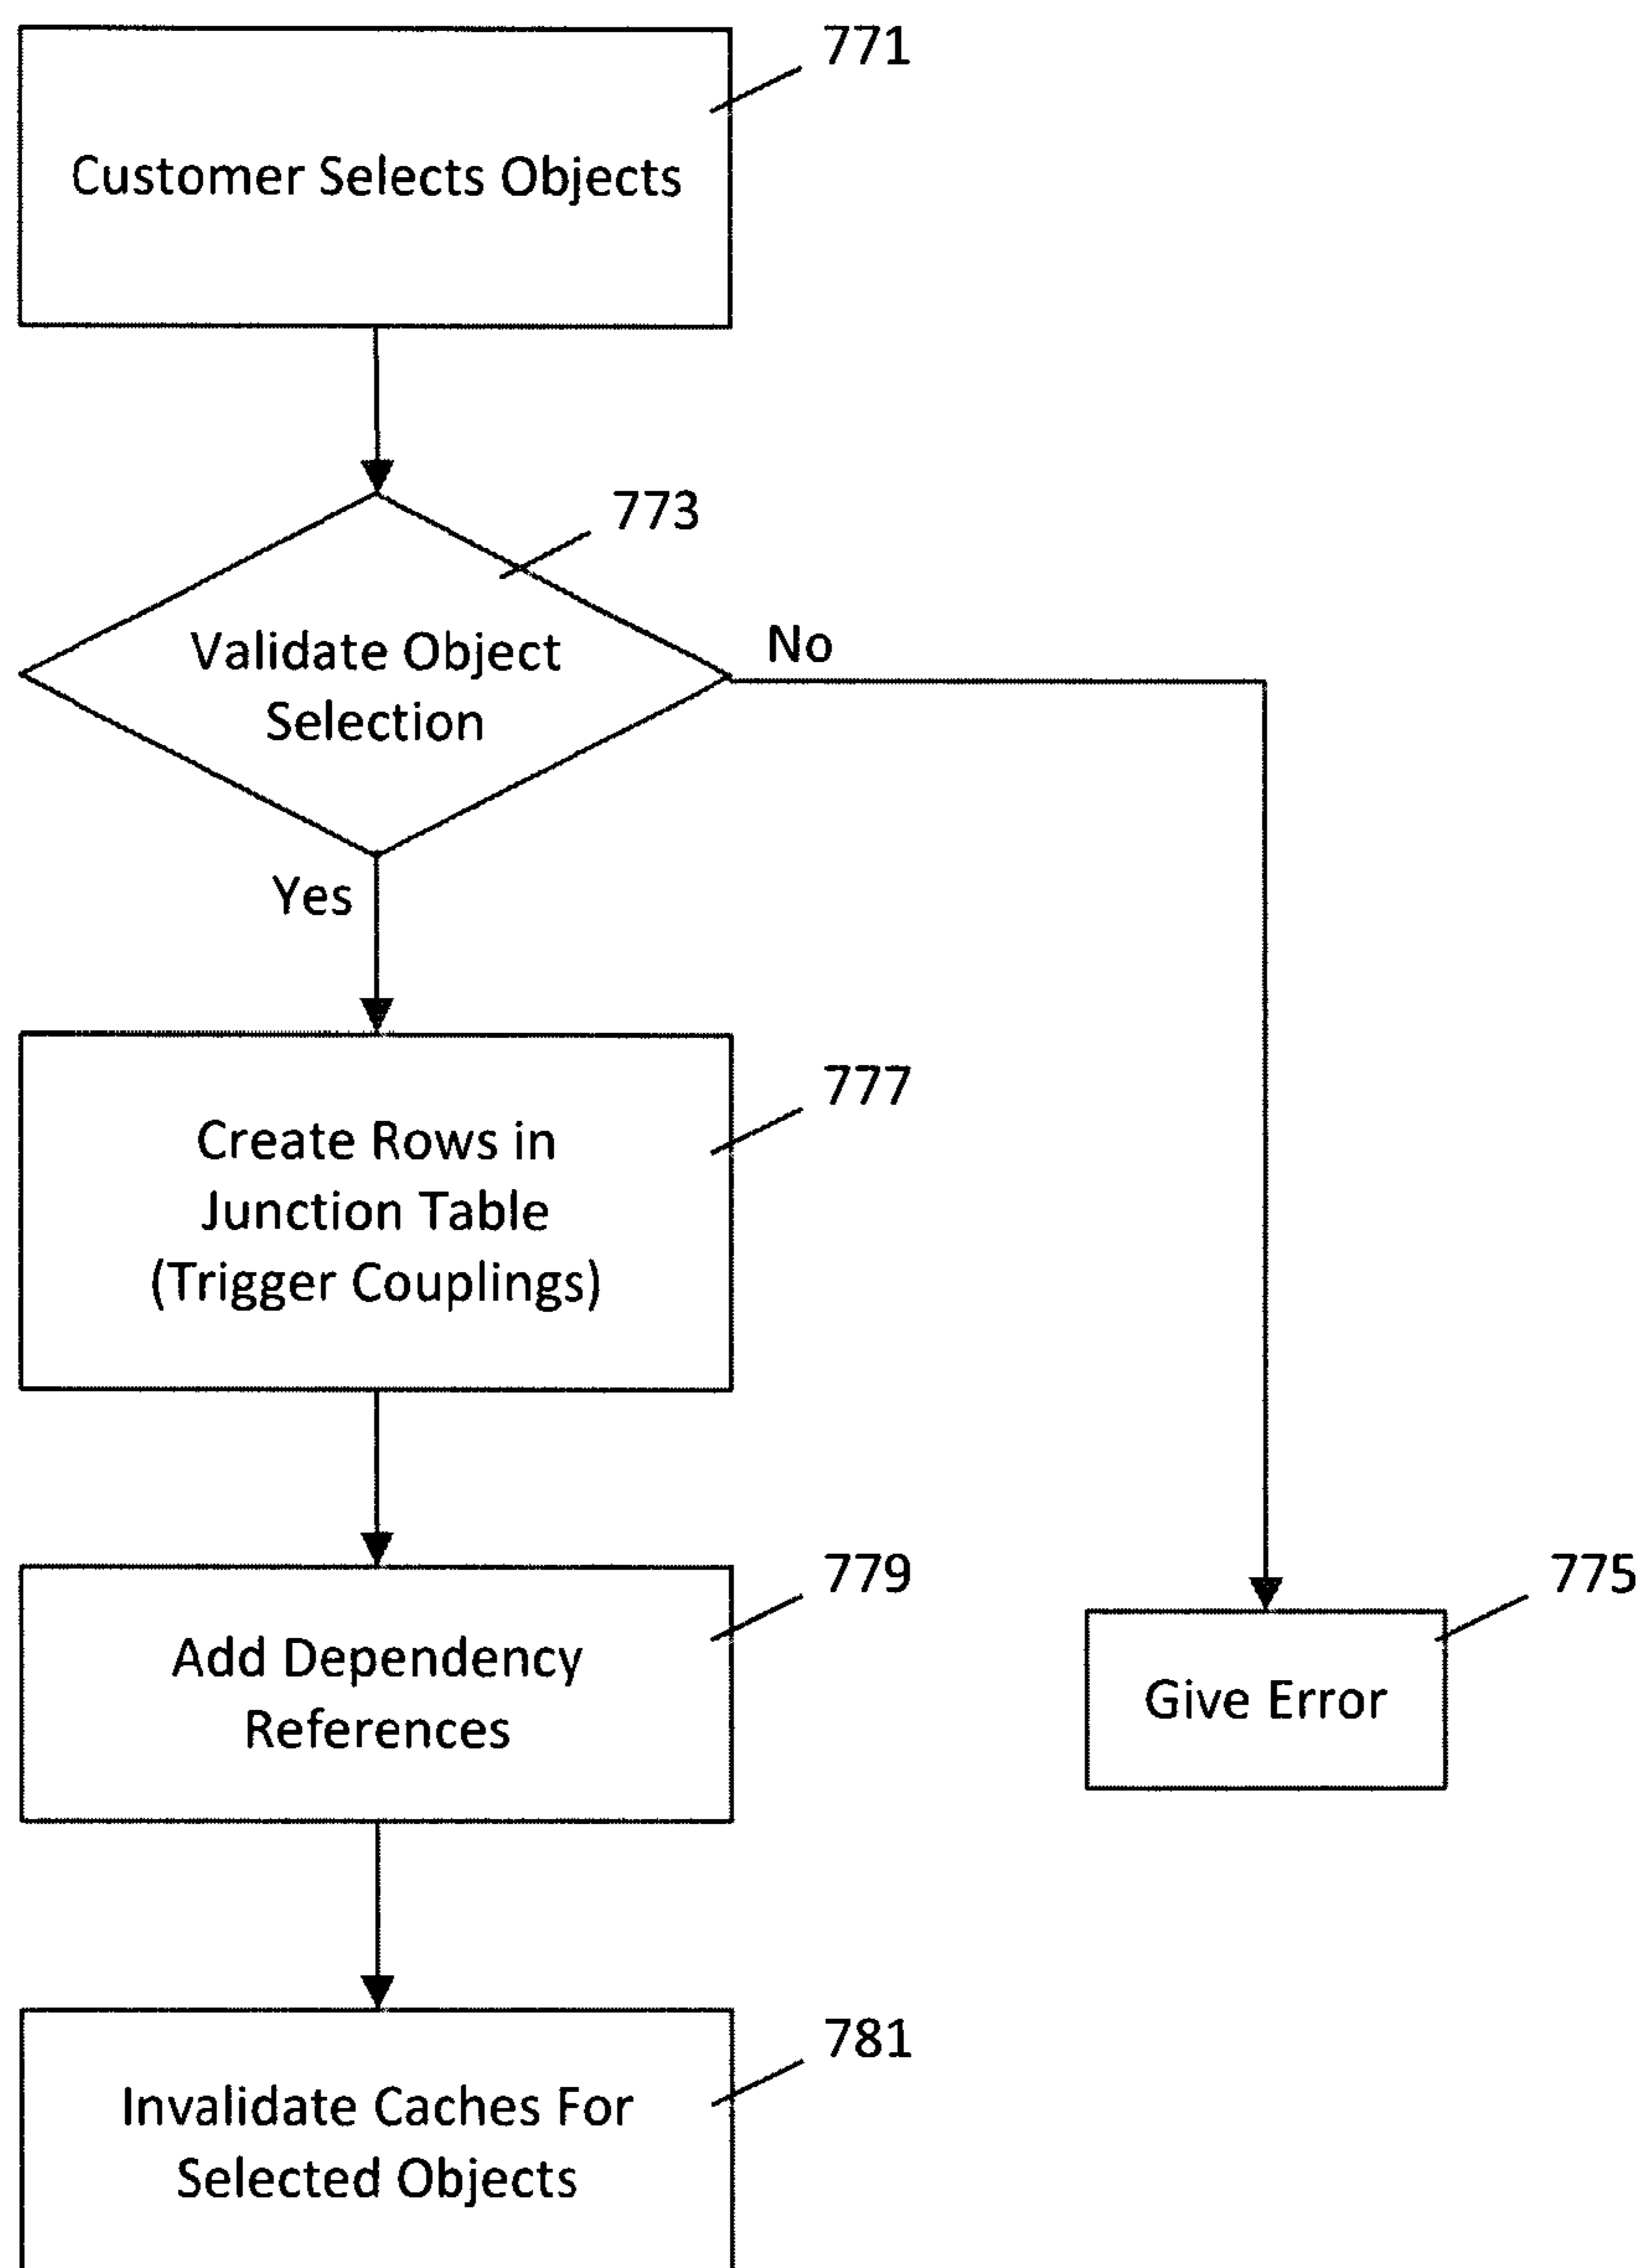 771
Customer Selects Objects
773
Validate Object
Selection
No
Yes
777
Create Rows in
Junction Table
(Trigger Couplings)
779
Add Dependency
References
775
Give Error
781
Invalidate Caches For
Selected Objects